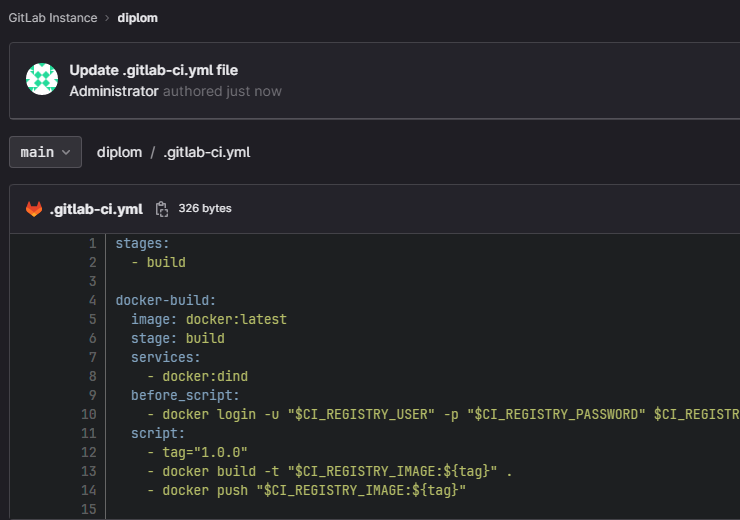 GitLab Instance › diplom
Update .gitlab-ci.yml file
Administrator authored just now
main diplom / .gitlab-ci.yml
.gitlab-ci.yml 326 bytes
1 stages:
2   - build
3
4 docker-build:
5   image: docker:latest
6   stage: build
7   services:
8     - docker:dind
9   before_script:
10     - docker login -u "$CI_REGISTRY_USER" -p "$CI_REGISTRY_PASSWORD" $CI_REGISTR
11   script:
12     - tag="1.0.0"
13     - docker build -t "$CI_REGISTRY_IMAGE:${tag}" .
14     - docker push "$CI_REGISTRY_IMAGE:${tag}"
15